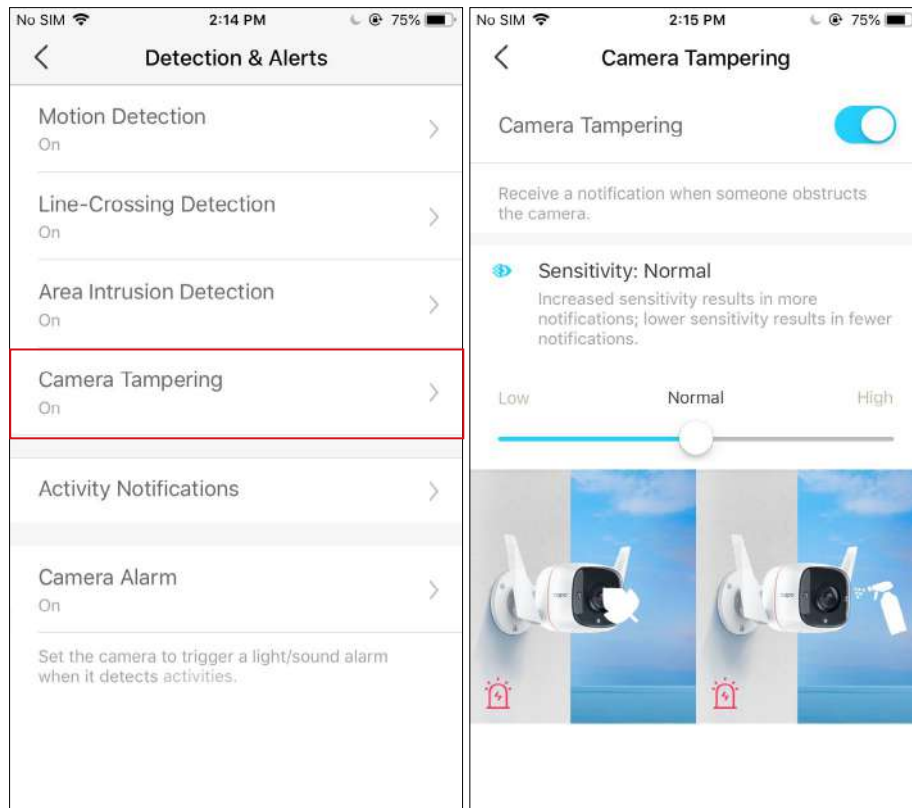 No SIM 2:14 PM 75%
Detection & Alerts
Motion Detection
On
Line-Crossing Detection
On
Area Intrusion Detection
On
Camera Tampering
On
Activity Notifications
Camera Alarm
On
Set the camera to trigger a light/sound alarm
when it detects activities.
No SIM 2:15 PM 75%
Camera Tampering
Camera Tampering
Receive a notification when someone obstructs
the camera.
Sensitivity: Normal
Increased sensitivity results in more
notifications; lower sensitivity results in fewer
notifications.
Low Normal High
tapo
tapo